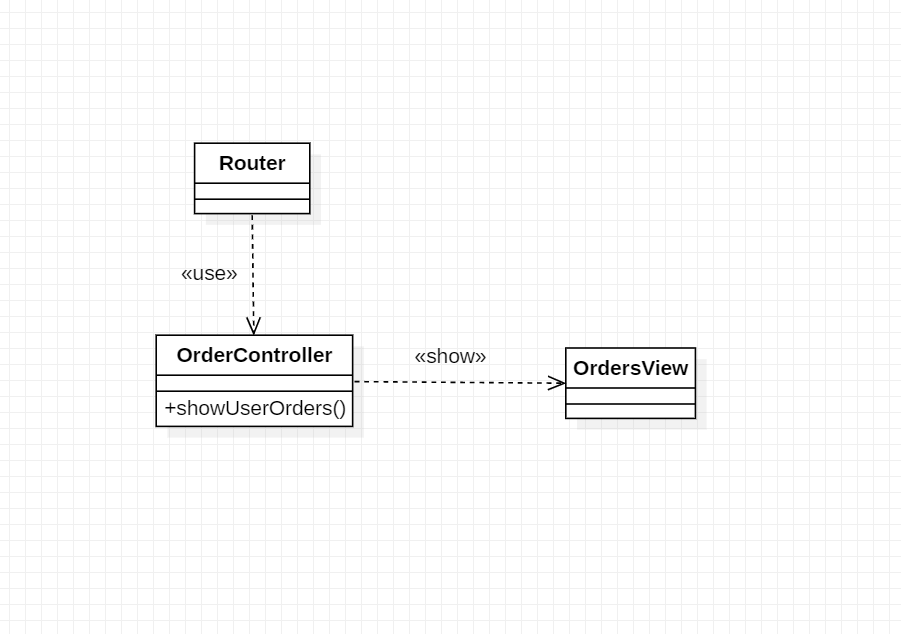 Router
«use»
OrderController
+showUserOrders()
«show»
OrdersView